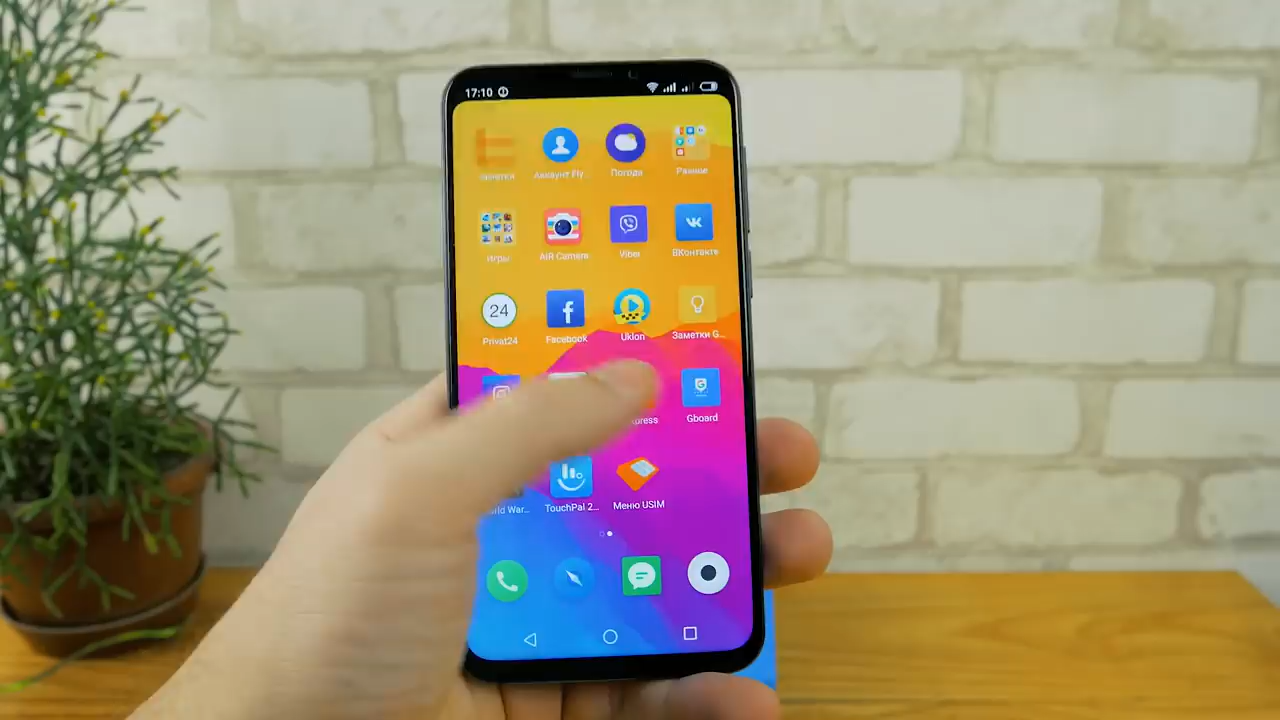 17:10
Аккаунт Fly..
Погода
Разное
Игры
AIR Camera
Viber
ВКонтакте
24
Privat24
Facebook
Uklon
Заметки G..
Gboard
TouchPal 2...
Меню USIM